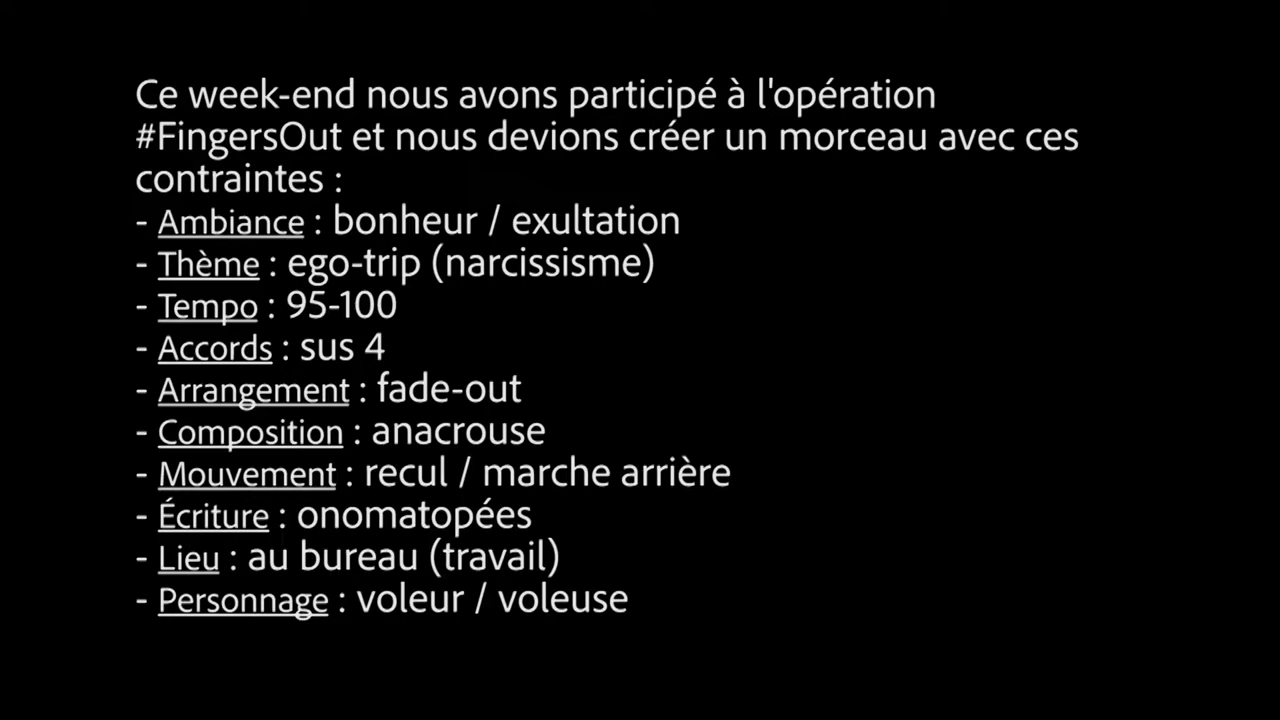 Ce week-end nous avons participé à l'opération
#FingersOut et nous devions créer un morceau avec ces
contraintes :
- Ambiance : bonheur / exultation
- Thème : ego-trip (narcissisme)
- Tempo : 95-100
- Accords : sus 4
- Arrangement : fade-out
- Composition : anacrouse
- Mouvement : recul / marche arrière
- Écriture : onomatopées
- Lieu : au bureau (travail)
- Personnage : voleur / voleuse